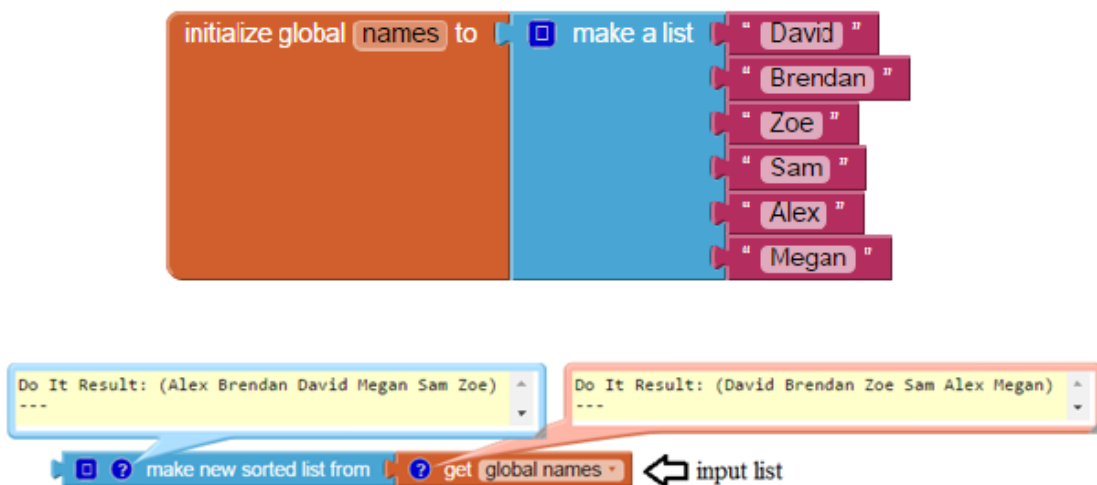 initialize global names to make a list " David "
" Brendan "
" Zoe "
" Sam "
" Alex "
" Megan "
Do It Result: (Alex Brendan David Megan Sam Zoe)
---
Do It Result: (David Brendan Zoe Sam Alex Megan)
---
? make new sorted list from ? get global names input list